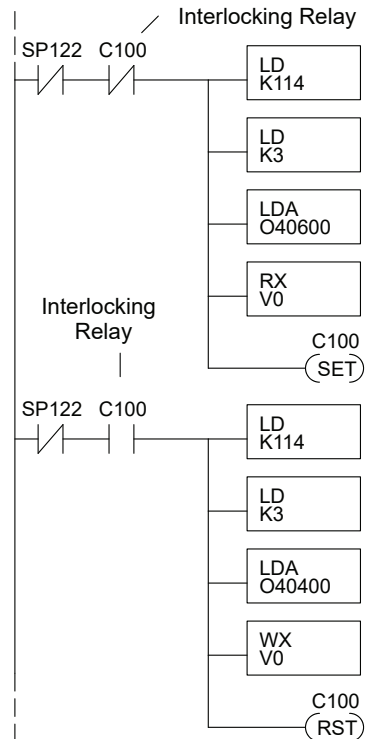 Interlocking Relay
SP122 C100
LD
K114
LD
K3
LDA
O40600
RX
V0
C100
SET
Interlocking
Relay
SP122 C100
LD
K114
LD
K3
LDA
O40400
WX
V0
C100
RST